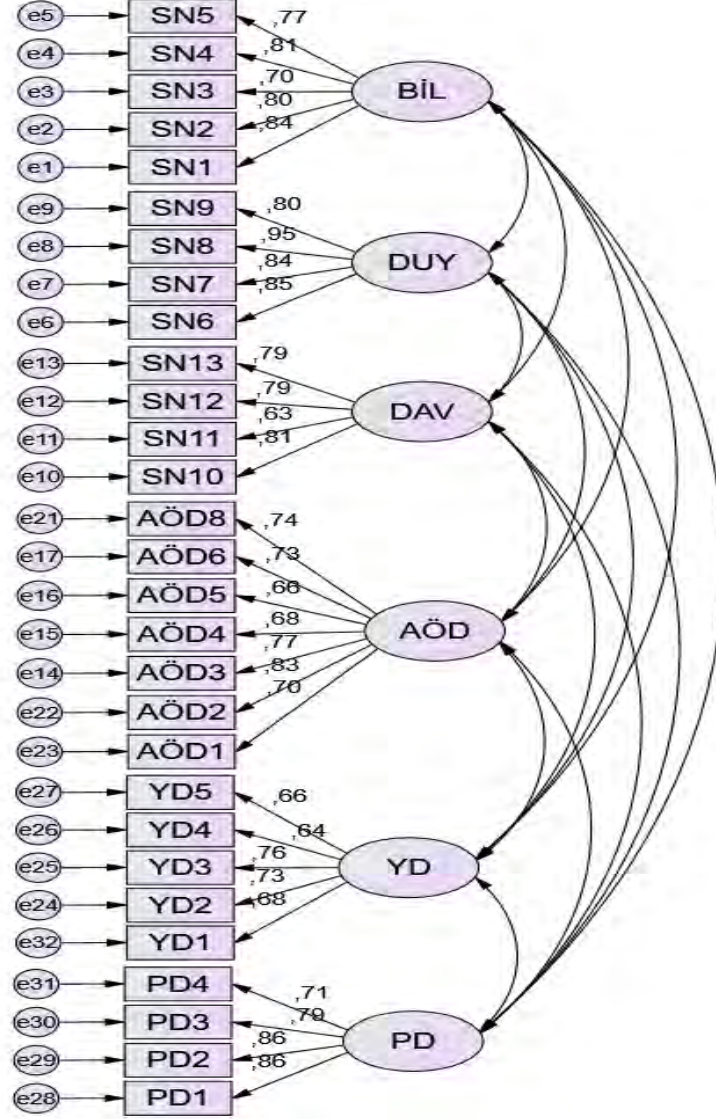 e5 SN5 ,77
e4 SN4 ,81
e3 SN3 ,70 BİL
e2 SN2 ,80
e1 SN1 ,84
e9 SN9 ,80
e8 SN8 ,95 DUY
e7 SN7 ,84
e6 SN6 ,85
e13 SN13 ,79
e12 SN12 ,79 DAV
e11 SN11 ,63
e10 SN10 ,81
e21 AÖD8 ,74
e17 AÖD6 ,73
e16 AÖD5 ,66
e15 AÖD4 ,68 AÖD
e14 AÖD3 ,77
e22 AÖD2 ,83
e23 AÖD1 ,70
e27 YD5 ,66
e26 YD4 ,64
e25 YD3 ,76 YD
e24 YD2 ,73
e32 YD1 ,68
e31 PD4 ,71
e30 PD3 ,79 PD
e29 PD2 ,86
e28 PD1 ,86